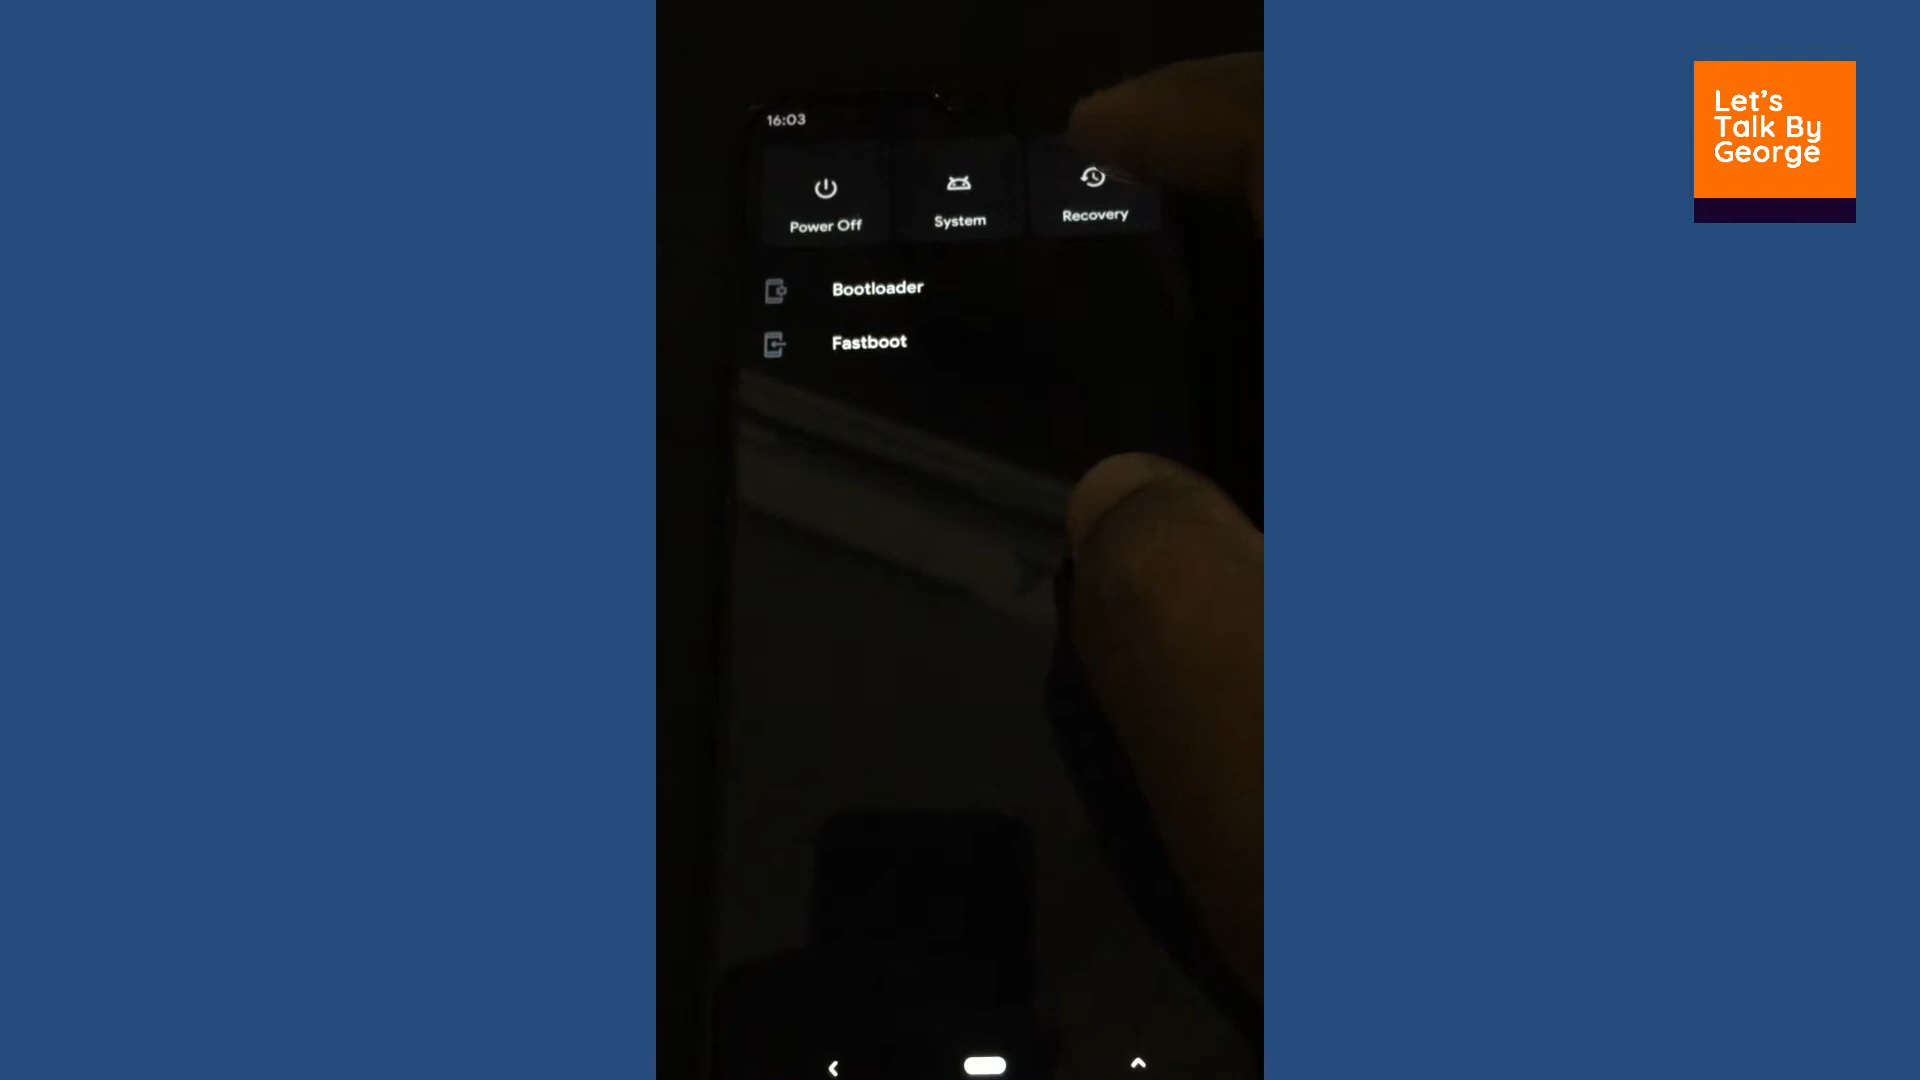 Let's
Talk By
George
16:03
Power Off
System
Recovery
Bootloader
Fastboot